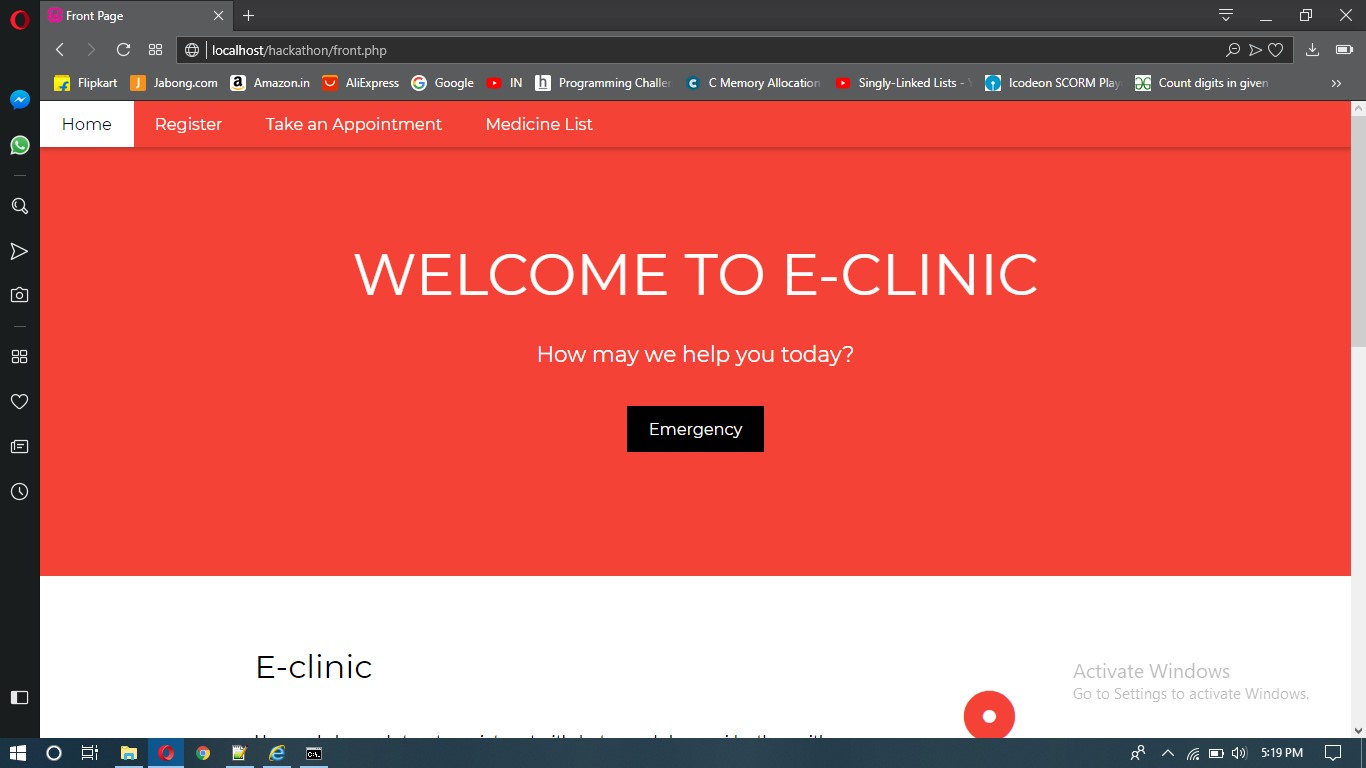 Front Page
localhost/hackathon/front.php
Flipkart Jabong.com Amazon.in AliExpress Google IN Programming Challe C Memory Allocation Singly-Linked Lists - Icodeon SCORM Play Count digits in given
Home Register Take an Appointment Medicine List
WELCOME TO E-CLINIC
How may we help you today?
Emergency
E-clinic
Activate Windows
Go to Settings to activate Windows.
5:19 PM